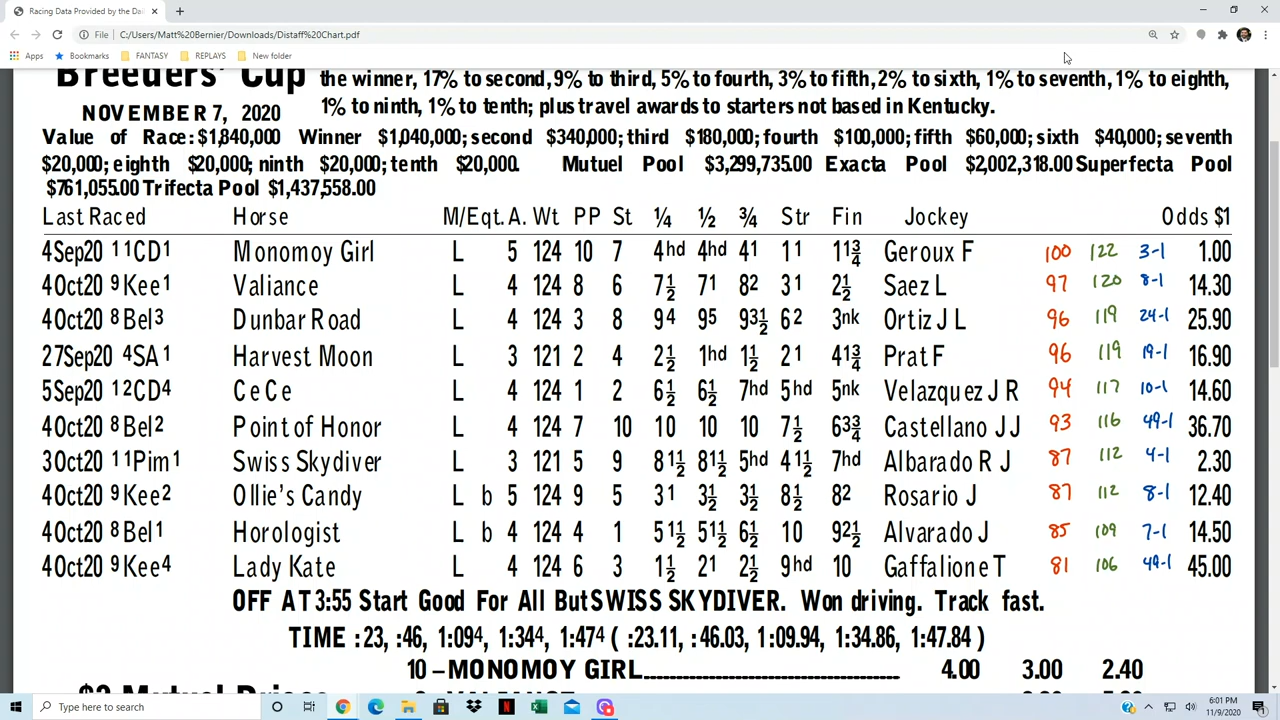 Racing Data Provided by the Dai
File | C:/Users/Matt%20Bernier/Downloads/Distaff%20Chart.pdf
Apps Bookmarks FANTASY REPLAYS New folder
Breeders' Cup the winner, 17% to second, 9% to third, 5% to fourth, 3% to fifth, 2% to sixth, 1% to seventh, 1% to eighth,
NOVEMBER 7, 2020 1% to ninth, 1% to tenth; plus travel awards to starters not based in Kentucky.
Value of Race: $1,840,000 Winner $1,040,000; second $340,000; third $180,000; fourth $100,000; fifth $60,000; sixth $40,000; seventh
$20,000; eighth $20,000; ninth $20,000; tenth $20,000. Mutuel Pool $3,299,735.00 Exacta Pool $2,002,318.00 Superfecta Pool
$761,055.00 Trifecta Pool $1,437,558.00
Last Raced Horse M/Eqt. A. Wt PP St ¼ ½ ¾ Str Fin Jockey Odds $1
4Sep20 11CD1 Monomoy Girl L 5 124 10 7 4hd 4hd 41 11 11¾ Geroux F 100 122 3-1 1.00
4Oct20 9Kee1 Valiance L 4 124 8 6 7½ 71 82 31 2½ Saez L 97 120 8-1 14.30
4Oct20 8Bel3 Dunbar Road L 4 124 3 8 94 95 93½ 62 3nk Ortiz J L 96 119 24-1 25.90
27Sep20 4SA1 Harvest Moon L 3 121 2 4 2½ 1hd 1½ 21 41¾ Prat F 96 119 19-1 16.90
5Sep20 12CD4 Ce Ce L 4 124 1 2 6½ 6½ 7hd 5hd 5nk Velazquez J R 94 117 10-1 14.60
4Oct20 8Bel2 Point of Honor L 4 124 7 10 10 10 10 7½ 63¾ Castellano J J 93 116 49-1 36.70
3Oct20 11Pim1 Swiss Skydiver L 3 121 5 9 81½ 81½ 5hd 41½ 7hd Albarado R J 87 112 4-1 2.30
4Oct20 9Kee2 Ollie's Candy L b 5 124 9 5 31 3½ 3½ 8½ 82 Rosario J 87 112 8-1 12.40
4Oct20 8Bel1 Horologist L b 4 124 4 1 51½ 51½ 6½ 10 92½ Alvarado J 85 109 7-1 14.50
4Oct20 9Kee4 Lady Kate L 4 124 6 3 1½ 21 2½ 9hd 10 Gaffalione T 81 106 49-1 45.00
OFF AT 3:55 Start Good For All But SWISS SKYDIVER. Won driving. Track fast.
TIME :23, :46, 1:094, 1:344, 1:474 ( :23.11, :46.03, 1:09.94, 1:34.86, 1:47.84 )
10 – MONOMOY GIRL 4.00 3.00 2.40
$2 Mutuel Prices
Type here to search
6:01 PM
11/9/2020